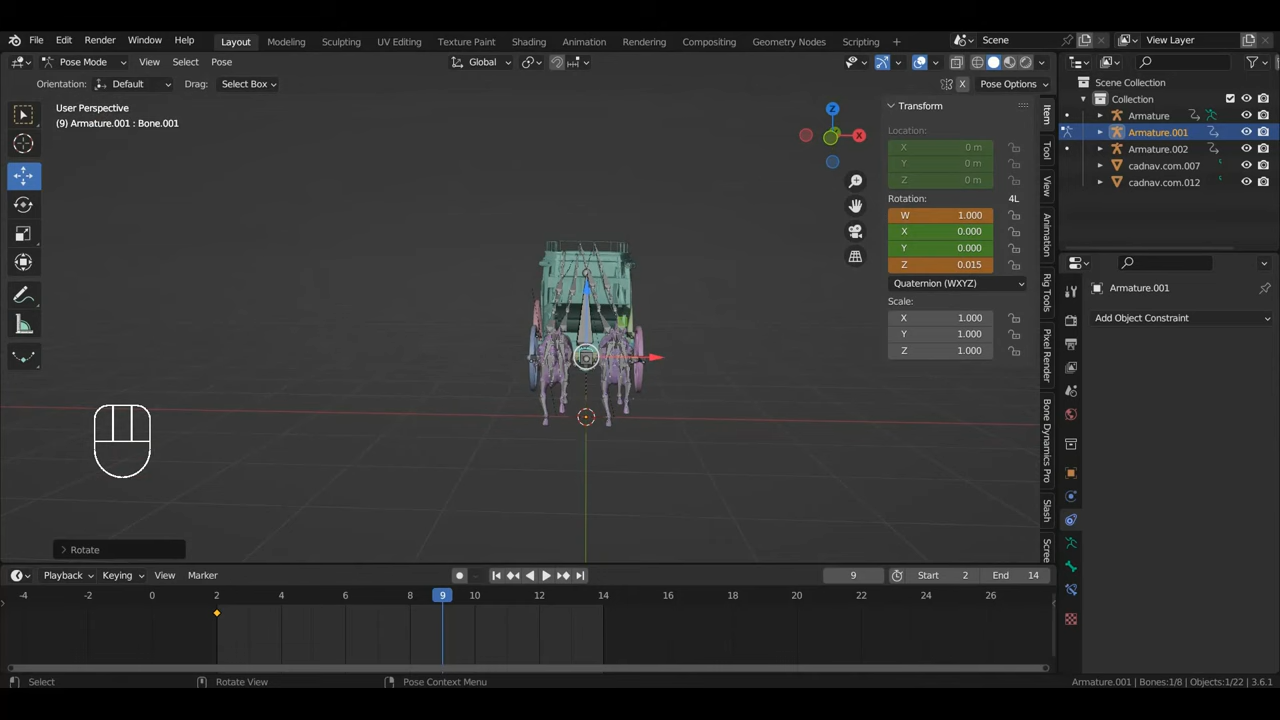 File Edit Render Window Help Layout Modeling Sculpting UV Editing Texture Paint Shading Animation Rendering Compositing Geometry Nodes Scripting + Scene View Layer
Pose Mode View Select Pose Global
Orientation: Default Drag: Select Box X Pose Options
User Perspective
(9) Armature.001 : Bone.001
Z
X
Transform
Location:
X 0 m
Y 0 m
Z 0 m
Rotation: 4L
W 1.000
X 0.000
Y 0.000
Z 0.015
Quaternion (WXYZ)
Scale:
X 1.000
Y 1.000
Z 1.000
Item
Tool
View
Animation
Rig Tools
Pixel Render
Bone Dynamics Pro
Slash
Scree
Scene Collection
Collection
Armature
Armature.001
Armature.002
cadnav.com.007
cadnav.com.012
Armature.001
Add Object Constraint
Rotate
Playback Keying View Marker 9 Start 2 End 14
-4 -2 0 2 4 6 8 9 10 12 14 16 18 20 22 24 26
Select Rotate View Pose Context Menu Armature.001 | Bones:1/8 | Objects:1/22 | 3.6.1